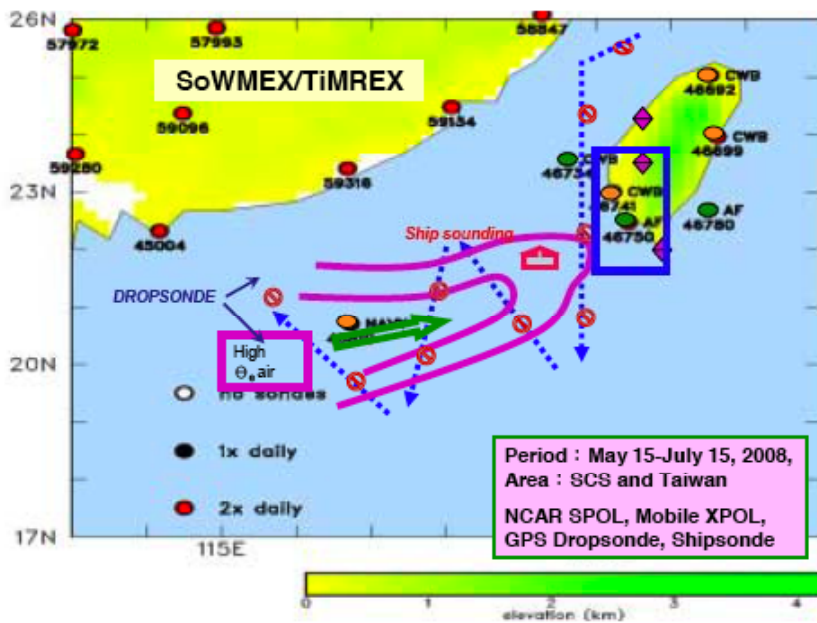 26N
57972
57993
58847
SoWMEX/TiMREX
CWB
46692
59096
59134
CWB
46699
59280
59316
CWB
46734
23N
CWB
46741
AF
46750
AF
46780
45004
Ship sounding
DROPSONDE
20N
High
Θe air
no sondes
1x daily
2x daily
17N
115E
Period : May 15-July 15, 2008,
Area : SCS and Taiwan
NCAR SPOL, Mobile XPOL,
GPS Dropsonde, Shipsonde
0
1
2
3
4
elevation (km)